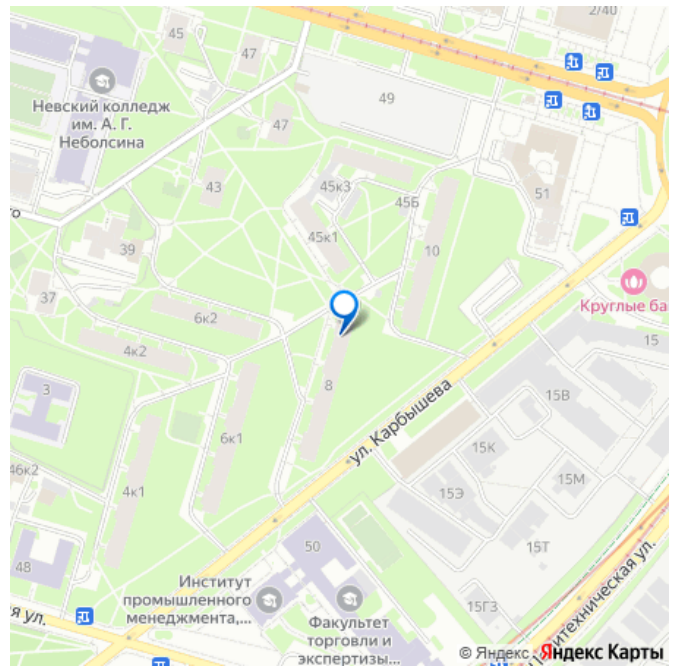 45
47
2/40
Невский колледж
им. А. Г.
Неболсина
49
47
43
45к3
45Б
51
45к1
10
39
37
6к2
Круглые ба
4к2
15
3
8
15В
ул. Карбышева
6к1
15К
46к2
4к1
15Э
15М
50
15Т
48
Институт
промышленного
менеджмента,...
Факультет
торговли и
экспертизы...
15Г3
итехническая ул.
я ул.
© Яндекс
Яндекс Карты